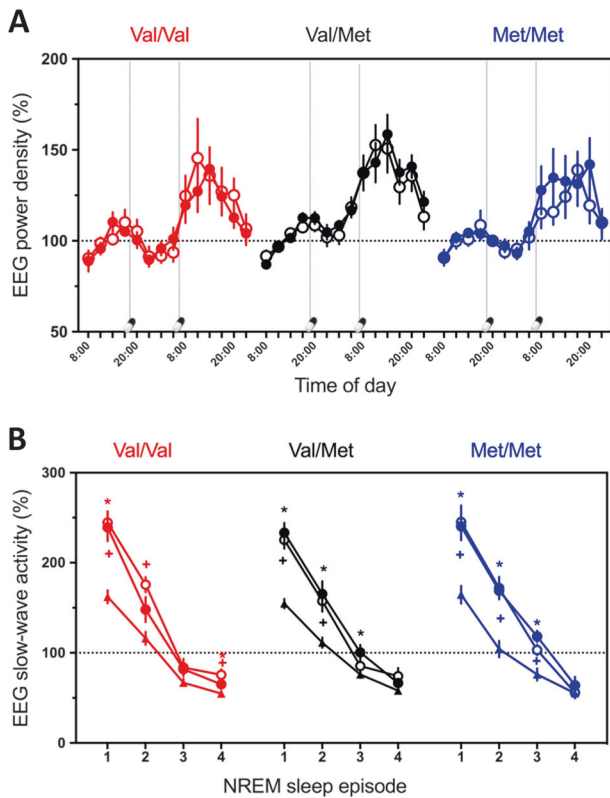 A
Val/Val Val/Met Met/Met
EEG power density (%)
200
150
100
50
8:00 20:00 8:00 20:00 8:00 20:00 8:00 20:00 8:00 20:00 8:00 20:00
Time of day
B
Val/Val Val/Met Met/Met
EEG slow-wave activity (%)
300
200
100
0
* + + * + * + * + * * + * + * +
1 2 3 4 1 2 3 4 1 2 3 4
NREM sleep episode